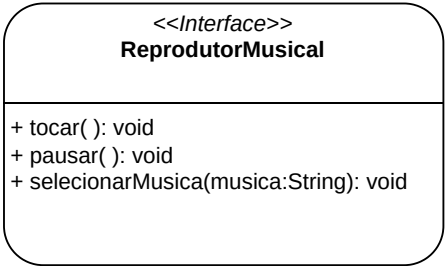 <<Interface>>
ReprodutorMusical
+ tocar( ): void
+ pausar( ): void
+ selecionarMusica(musica:String): void